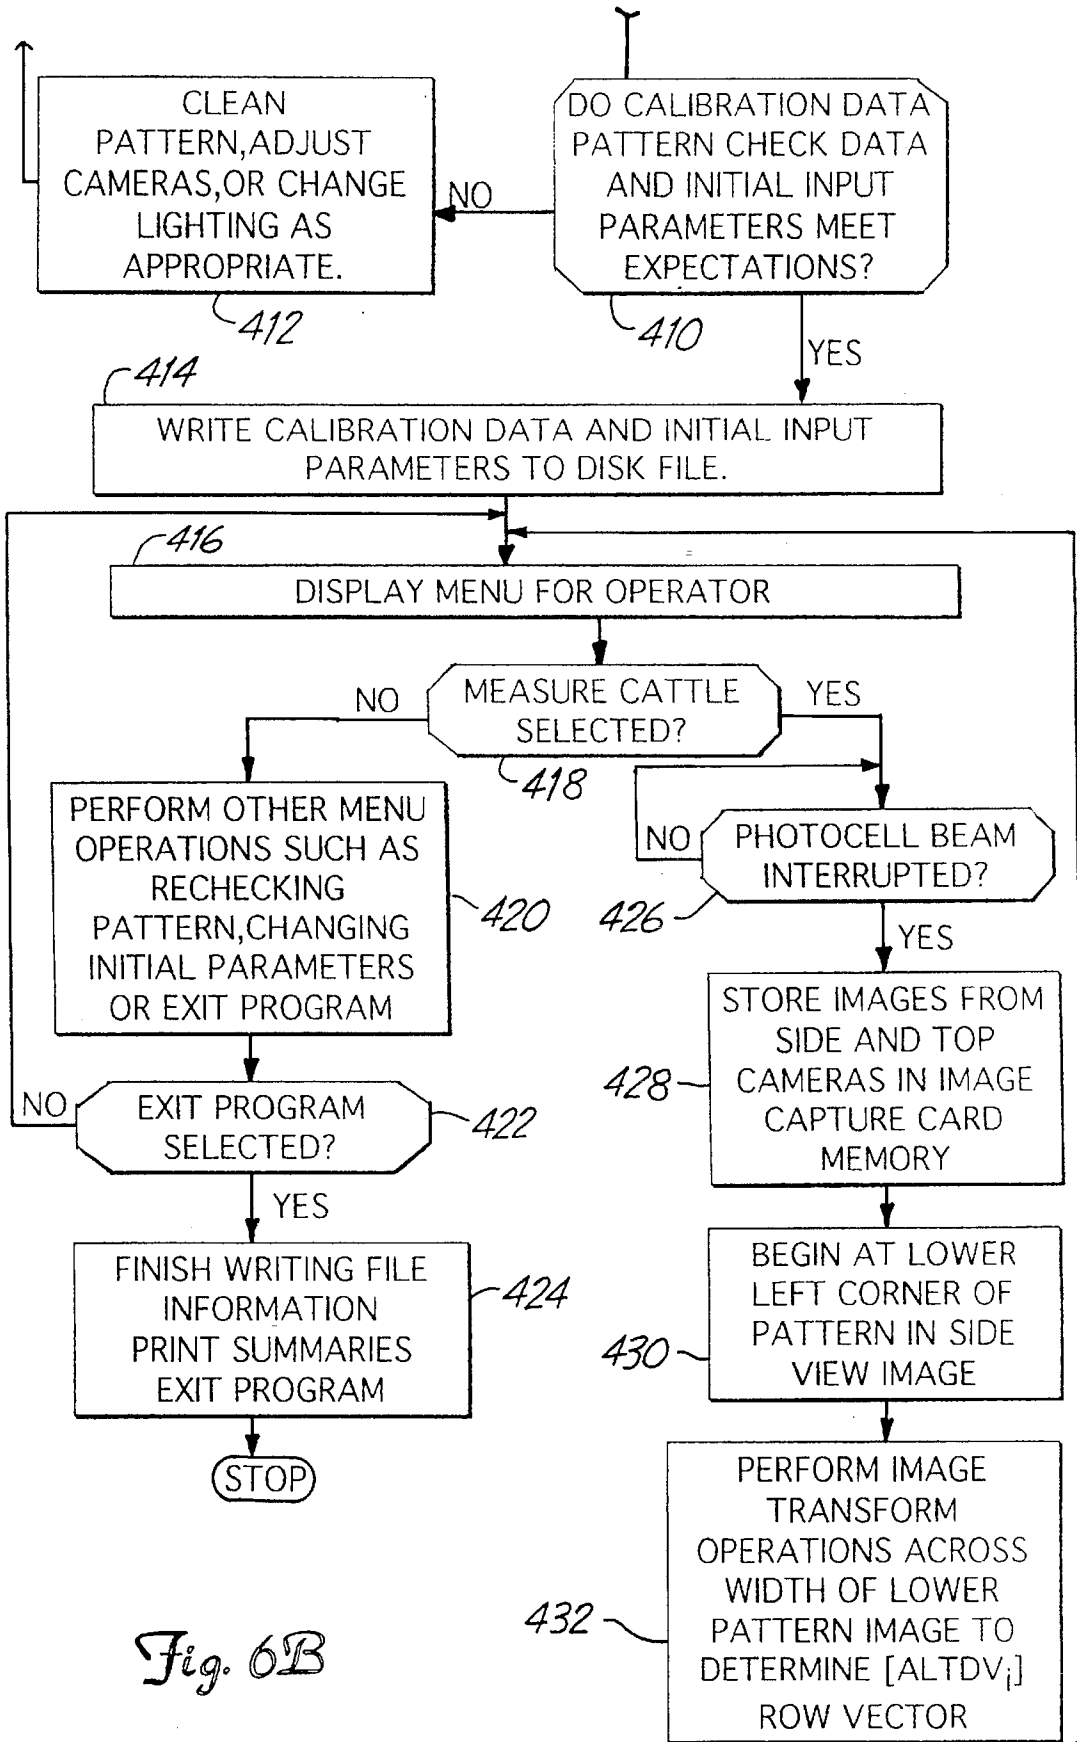 CLEAN
PATTERN,ADJUST
CAMERAS,OR CHANGE
LIGHTING AS
APPROPRIATE.
412
NO
DO CALIBRATION DATA
PATTERN CHECK DATA
AND INITIAL INPUT
PARAMETERS MEET
EXPECTATIONS?
410
YES
414
WRITE CALIBRATION DATA AND INITIAL INPUT
PARAMETERS TO DISK FILE.
416
DISPLAY MENU FOR OPERATOR
NO
MEASURE CATTLE
SELECTED?
YES
418
PERFORM OTHER MENU
OPERATIONS SUCH AS
RECHECKING
PATTERN,CHANGING
INITIAL PARAMETERS
OR EXIT PROGRAM
420
NO
PHOTOCELL BEAM
INTERRUPTED?
426
YES
STORE IMAGES FROM
SIDE AND TOP
CAMERAS IN IMAGE
CAPTURE CARD
MEMORY
428
NO
EXIT PROGRAM
SELECTED?
422
YES
FINISH WRITING FILE
INFORMATION
PRINT SUMMARIES
EXIT PROGRAM
424
STOP
BEGIN AT LOWER
LEFT CORNER OF
PATTERN IN SIDE
VIEW IMAGE
430
PERFORM IMAGE
TRANSFORM
OPERATIONS ACROSS
WIDTH OF LOWER
PATTERN IMAGE TO
DETERMINE [ALTDVi]
ROW VECTOR
432
Fig. 6B